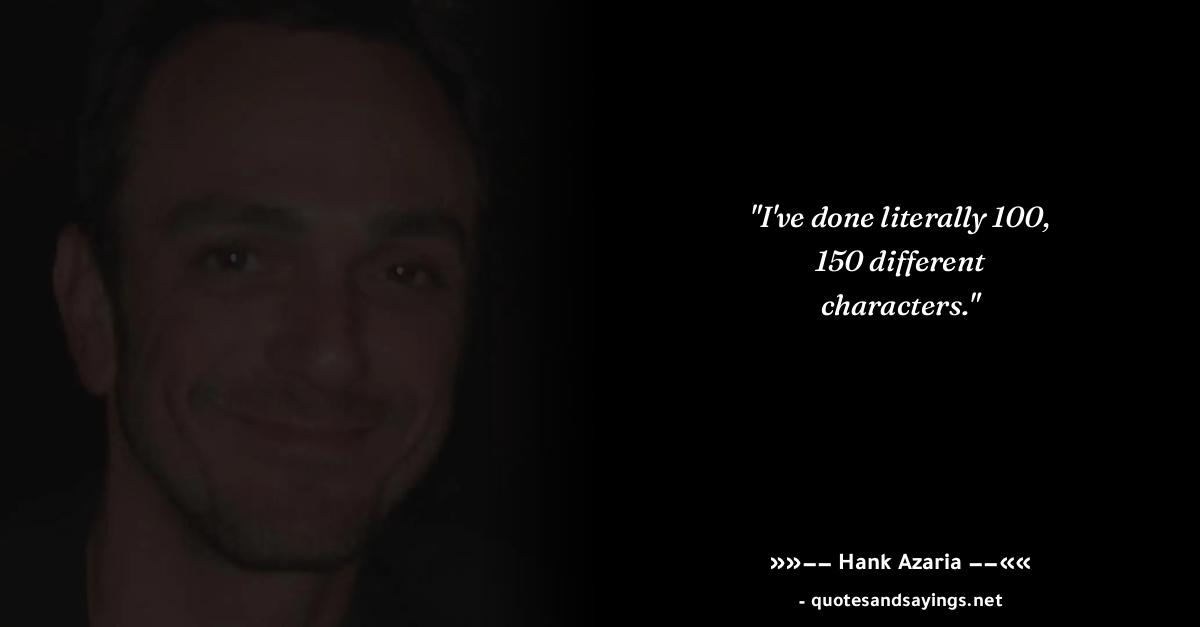 "I've done literally 100,
150 different
characters."
»»−− Hank Azaria −−««
- quotesandsayings.net